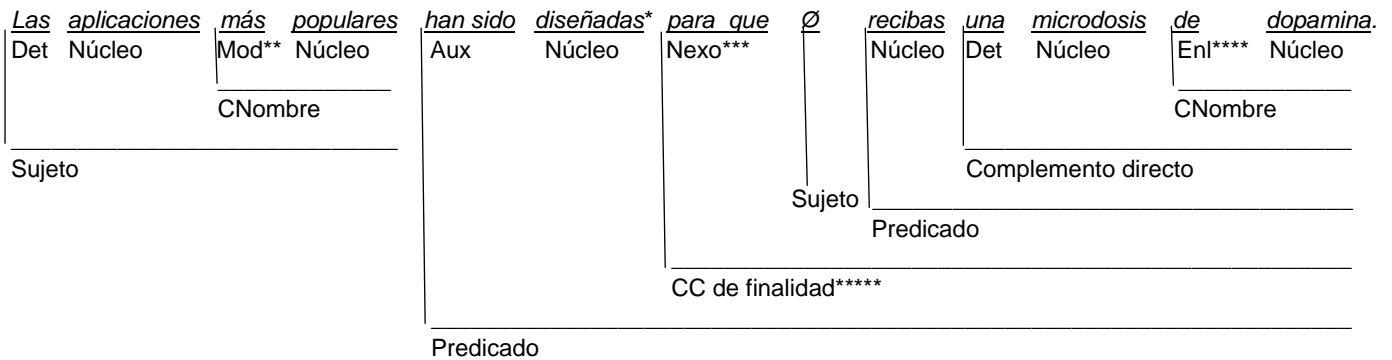 Las aplicaciones más populares han sido diseñadas* para que Ø recibas una microdosis de dopamina.
Det Núcleo Mod** Núcleo Aux Núcleo Nexo*** Núcleo Det Núcleo Enl**** Núcleo
CNombre CNombre
Sujeto Complemento directo
Sujeto
Predicado
CC de finalidad*****
Predicado